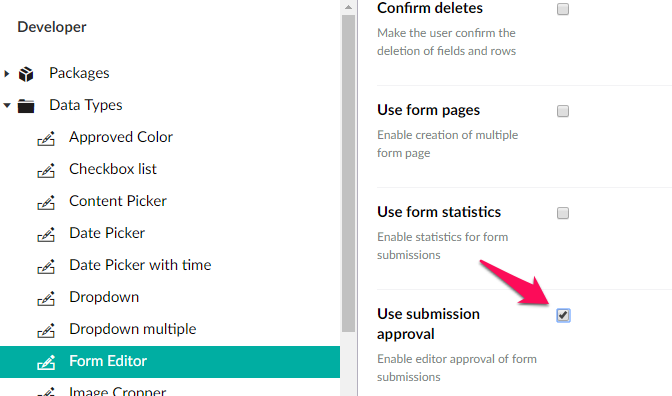 Developer
Packages
Data Types
Approved Color
Checkbox list
Content Picker
Date Picker
Date Picker with time
Dropdown
Dropdown multiple
Form Editor
Image Cropper
Confirm deletes
Make the user confirm the
deletion of fields and rows
Use form pages
Enable creation of multiple
form page
Use form statistics
Enable statistics for form
submissions
Use submission
approval
Enable editor approval of form
submissions